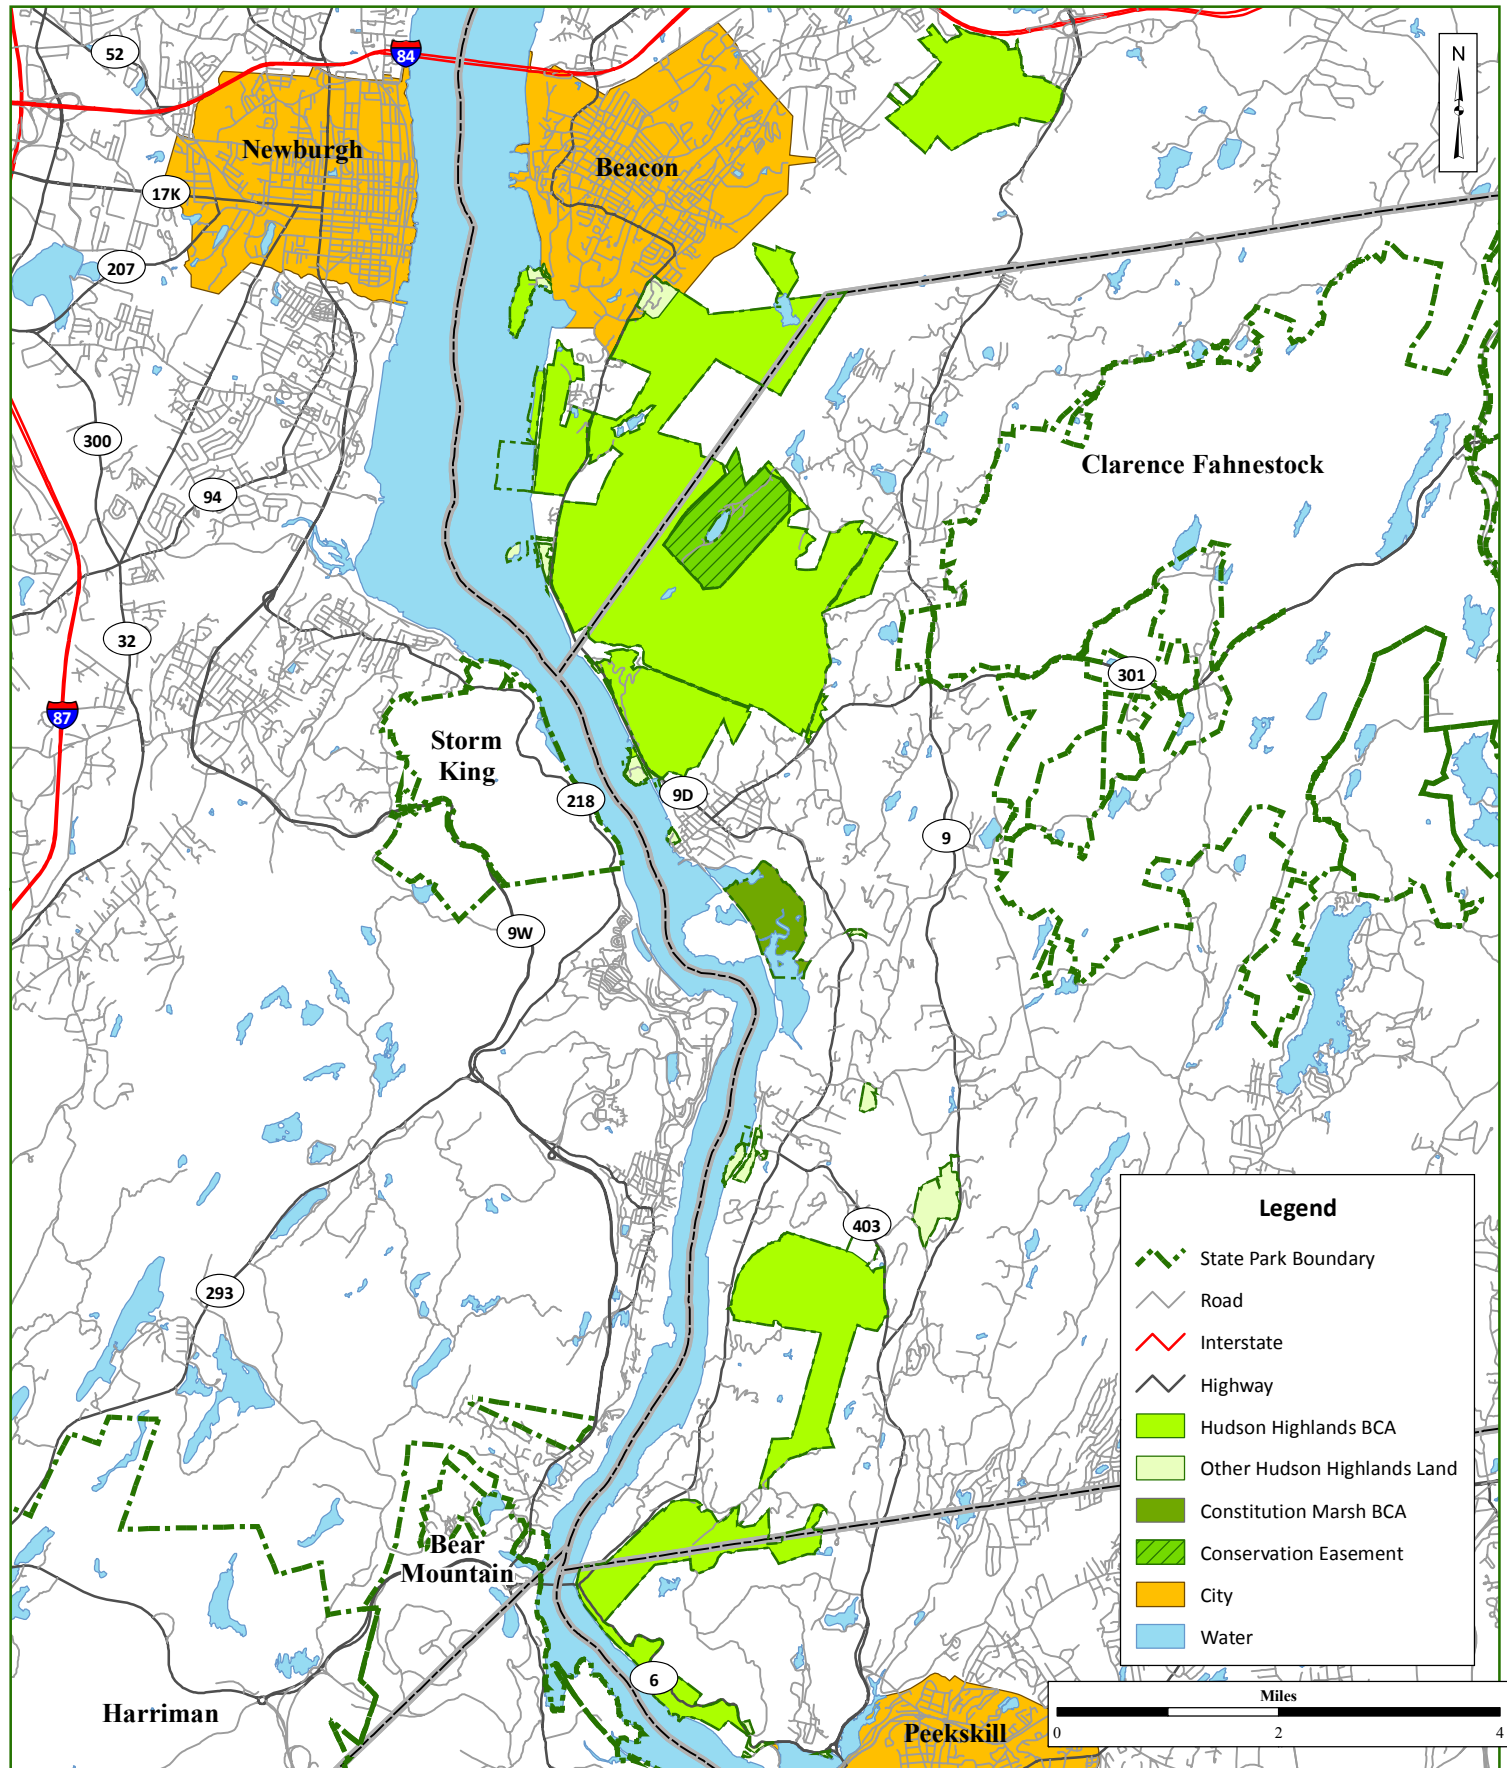 84
52
N
Newburgh
Beacon
17K
207
300
Clarence Fahnestock
94
32
301
87
Storm
King
218
9D
9
9W
403
293
Legend
State Park Boundary
Road
Interstate
Highway
Hudson Highlands BCA
Other Hudson Highlands Land
Constitution Marsh BCA
Conservation Easement
City
Water
Bear
Mountain
6
Harriman
Peekskill
Miles
0 2 4